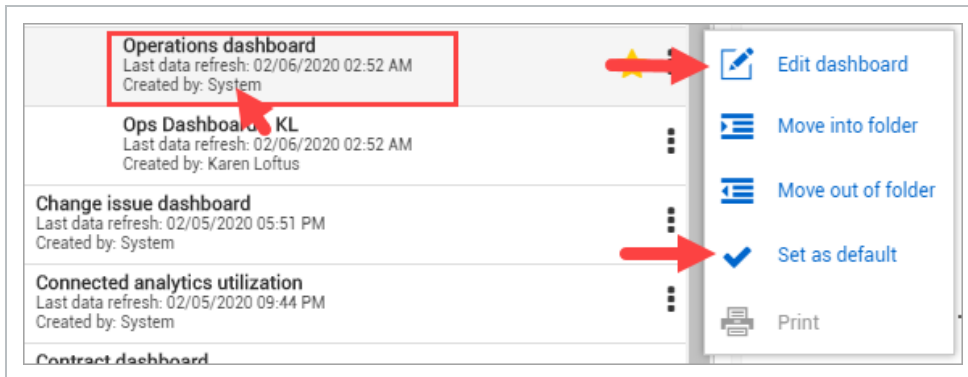 Operations dashboard
Last data refresh: 02/06/2020 02:52 AM
Created by: System
Ops Dashboard KL
Last data refresh: 02/06/2020 02:52 AM
Created by: Karen Loftus
Change issue dashboard
Last data refresh: 02/05/2020 05:51 PM
Created by: System
Connected analytics utilization
Last data refresh: 02/05/2020 09:44 PM
Created by: System
Contract dashboard
Edit dashboard
Move into folder
Move out of folder
Set as default
Print